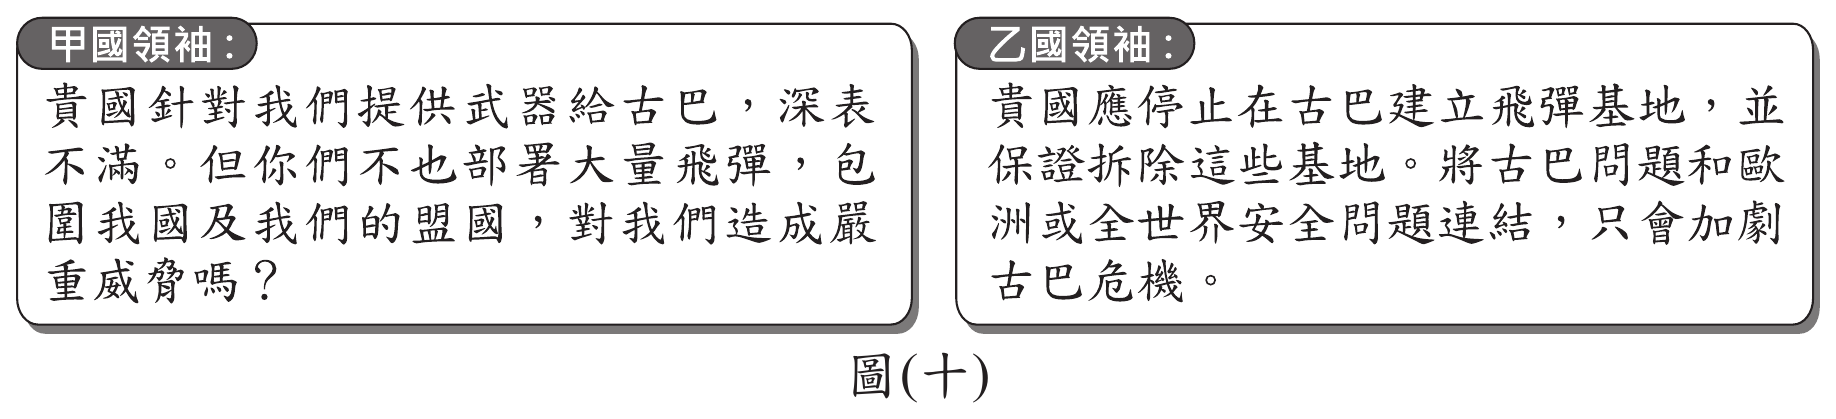 甲國領袖：
貴國針對我們提供武器給古巴，深表
不滿。但你們不也部署大量飛彈，包
圍我國及我們的盟國，對我們造成嚴
重威脅嗎？
乙國領袖：
貴國應停止在古巴建立飛彈基地，並
保證拆除這些基地。將古巴問題和歐
洲或全世界安全問題連結，只會加劇
古巴危機。
圖(十)